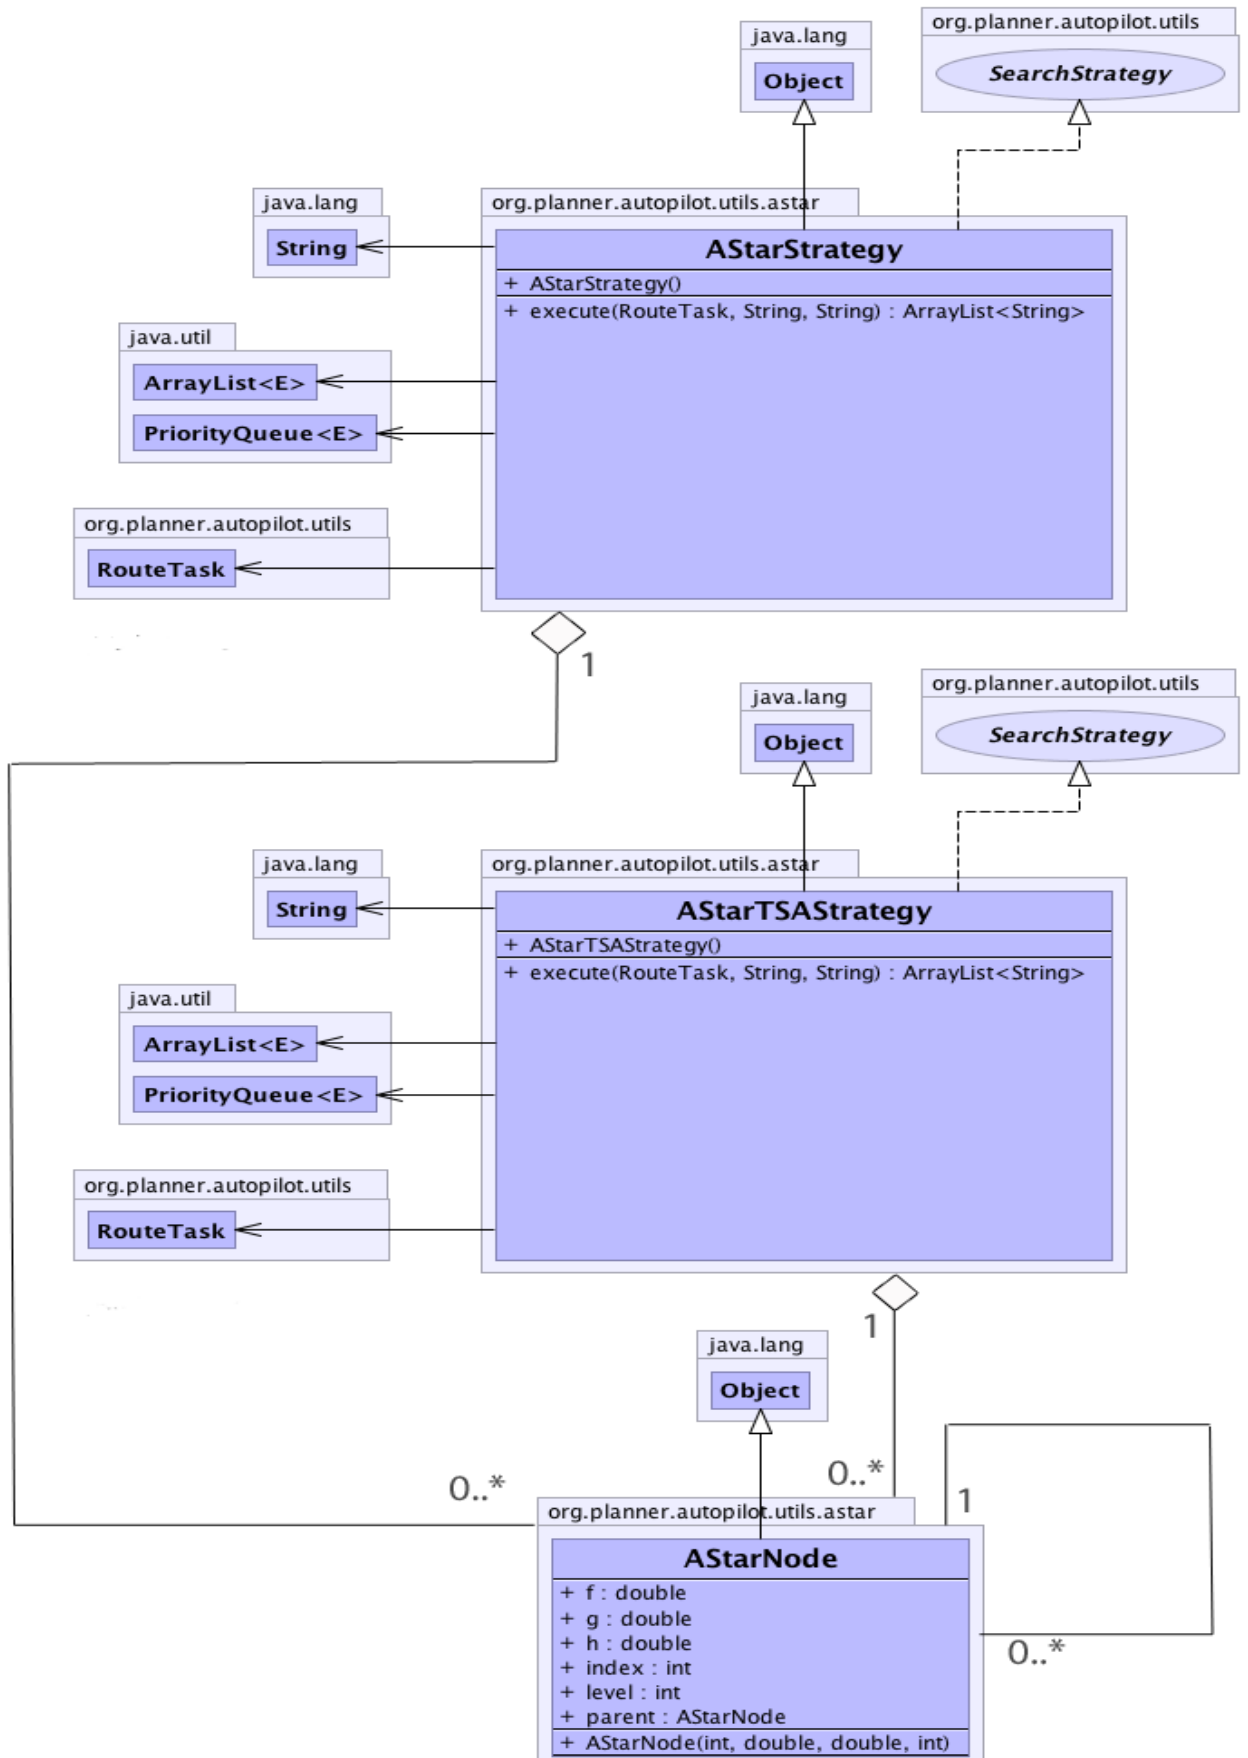 java.lang
Object
org.planner.autopilot.utils
SearchStrategy
java.lang
String
org.planner.autopilot.utils.astar
AStarStrategy
+ AStarStrategy()
+ execute(RouteTask, String, String) : ArrayList<String>
java.util
ArrayList<E>
PriorityQueue<E>
org.planner.autopilot.utils
RouteTask
1
java.lang
Object
org.planner.autopilot.utils
SearchStrategy
java.lang
String
org.planner.autopilot.utils.astar
AStarTSAStrategy
+ AStarTSAStrategy()
+ execute(RouteTask, String, String) : ArrayList<String>
java.util
ArrayList<E>
PriorityQueue<E>
org.planner.autopilot.utils
RouteTask
1
java.lang
Object
0..*
0..*
1
org.planner.autopilot.utils.astar
AStarNode
+ f : double
+ g : double
+ h : double
+ index : int
+ level : int
+ parent : AStarNode
+ AStarNode(int, double, double, int)
0..*